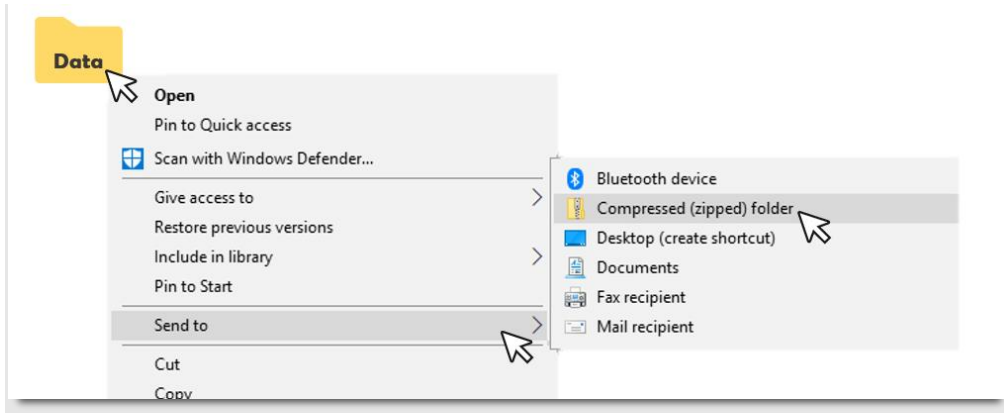 Data
Open
Pin to Quick access
Scan with Windows Defender...
Give access to
Restore previous versions
Include in library
Pin to Start
Send to
Cut
Copy
Bluetooth device
Compressed (zipped) folder
Desktop (create shortcut)
Documents
Fax recipient
Mail recipient